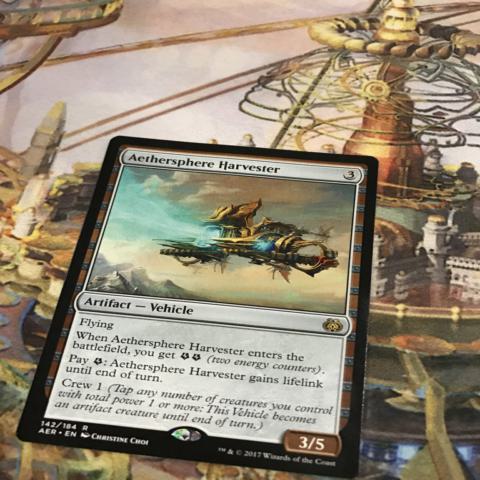 Aethersphere Harvester 3
Artifact — Vehicle
Flying
When Aethersphere Harvester enters the
battlefield, you get (two energy counters).
Pay : Aethersphere Harvester gains lifelink
until end of turn.
Crew 1 (Tap any number of creatures you control
with total power 1 or more: This Vehicle becomes
an artifact creature until end of turn.)
3/5
142/184 R
AER • EN Christine Choi
™ & © 2017 Wizards of the Coast